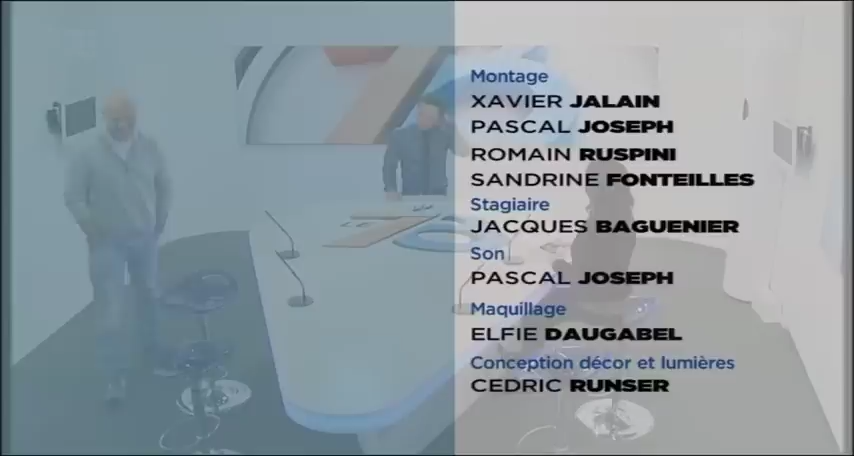 Montage
XAVIER JALAIN
PASCAL JOSEPH
ROMAIN RUSPINI
SANDRINE FONTEILLES
Stagiaire
JACQUES BAGUENIER
Son
PASCAL JOSEPH
Maquillage
ELFIE DAUGABEL
Conception décor et lumières
CEDRIC RUNSER